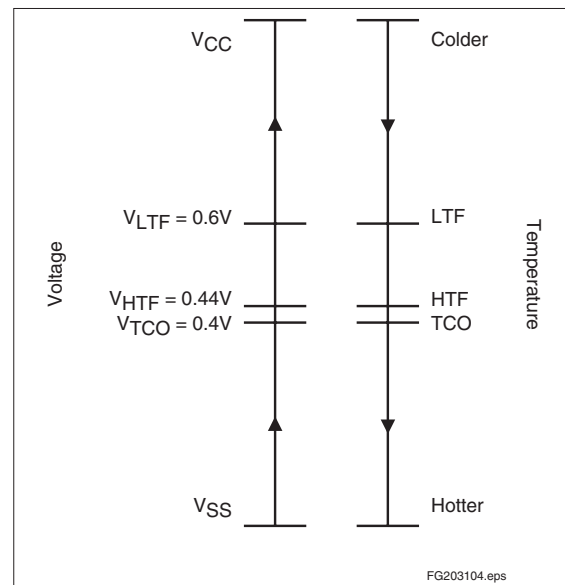 VCC
Colder
VLTF = 0.6V
LTF
Voltage
Temperature
VHTF = 0.44V
HTF
VTCO = 0.4V
TCO
VSS
Hotter
FG203104.eps